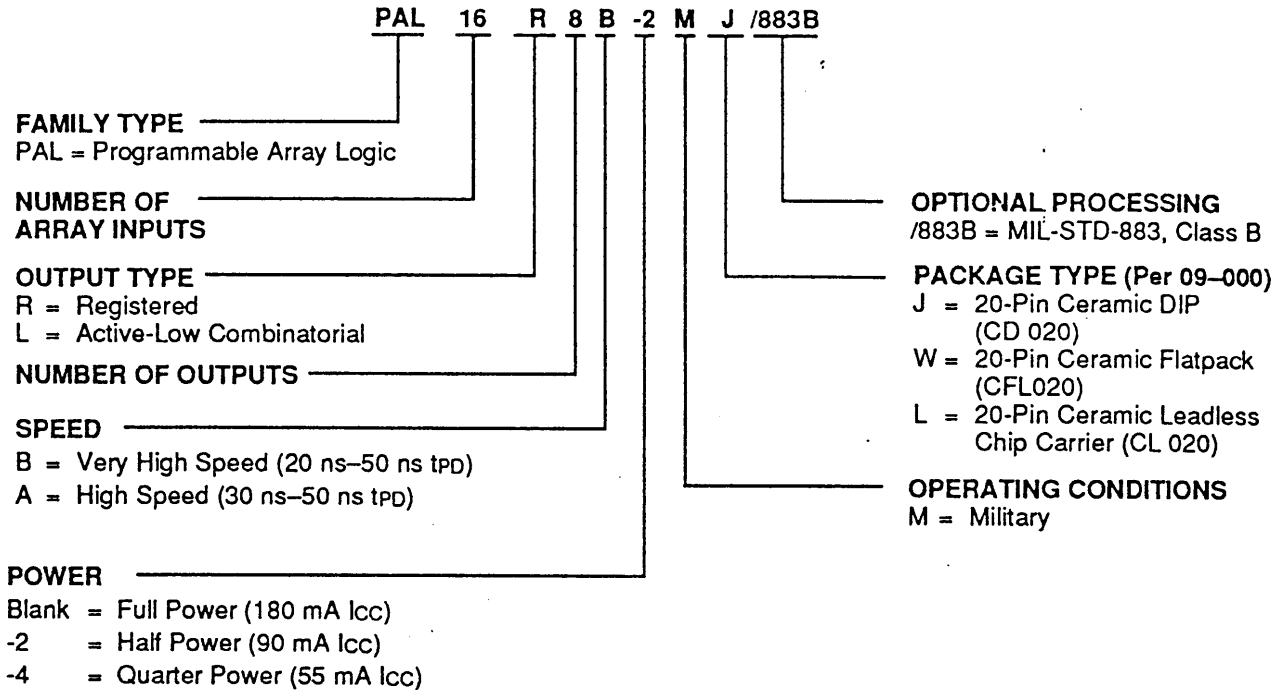 PAL 16 R 8 B -2 M J /883B
FAMILY TYPE
PAL = Programmable Array Logic
NUMBER OF
ARRAY INPUTS
OUTPUT TYPE
R = Registered
L = Active-Low Combinatorial
NUMBER OF OUTPUTS
SPEED
B = Very High Speed (20 ns–50 ns tPD)
A = High Speed (30 ns–50 ns tPD)
POWER
Blank = Full Power (180 mA Icc)
-2 = Half Power (90 mA Icc)
-4 = Quarter Power (55 mA Icc)
OPTIONAL PROCESSING
/883B = MIL-STD-883, Class B
PACKAGE TYPE (Per 09–000)
J = 20-Pin Ceramic DIP
(CD 020)
W = 20-Pin Ceramic Flatpack
(CFL020)
L = 20-Pin Ceramic Leadless
Chip Carrier (CL 020)
OPERATING CONDITIONS
M = Military